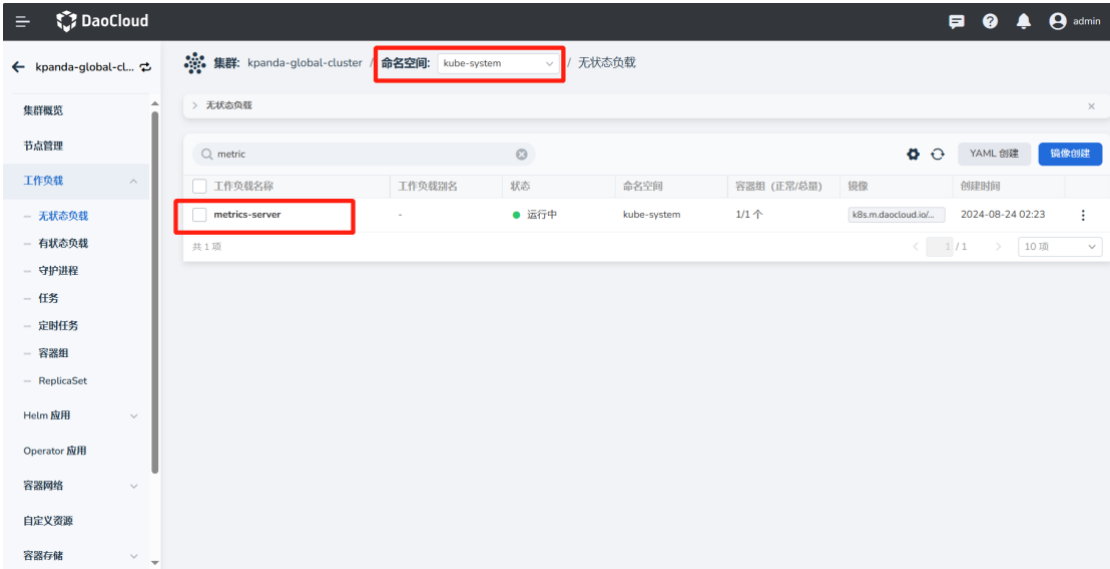 DaoCloud
admin
kpanda-global-cl...
集群: kpanda-global-cluster / 命名空间: kube-system / 无状态负载
集群概览
节点管理
工作负载
无状态负载
有状态负载
守护进程
任务
定时任务
容器组
ReplicaSet
Helm 应用
Operator 应用
容器网络
自定义资源
容器存储
无状态负载
metric
YAML 创建
镜像创建
工作负载名称 工作负载别名 状态 命名空间 容器组 (正常/总量) 镜像 创建时间
metrics-server - 运行中 kube-system 1/1 个 k8s.m.daocloud.io/... 2024-08-24 02:23
共 1 项
1 / 1
10 项